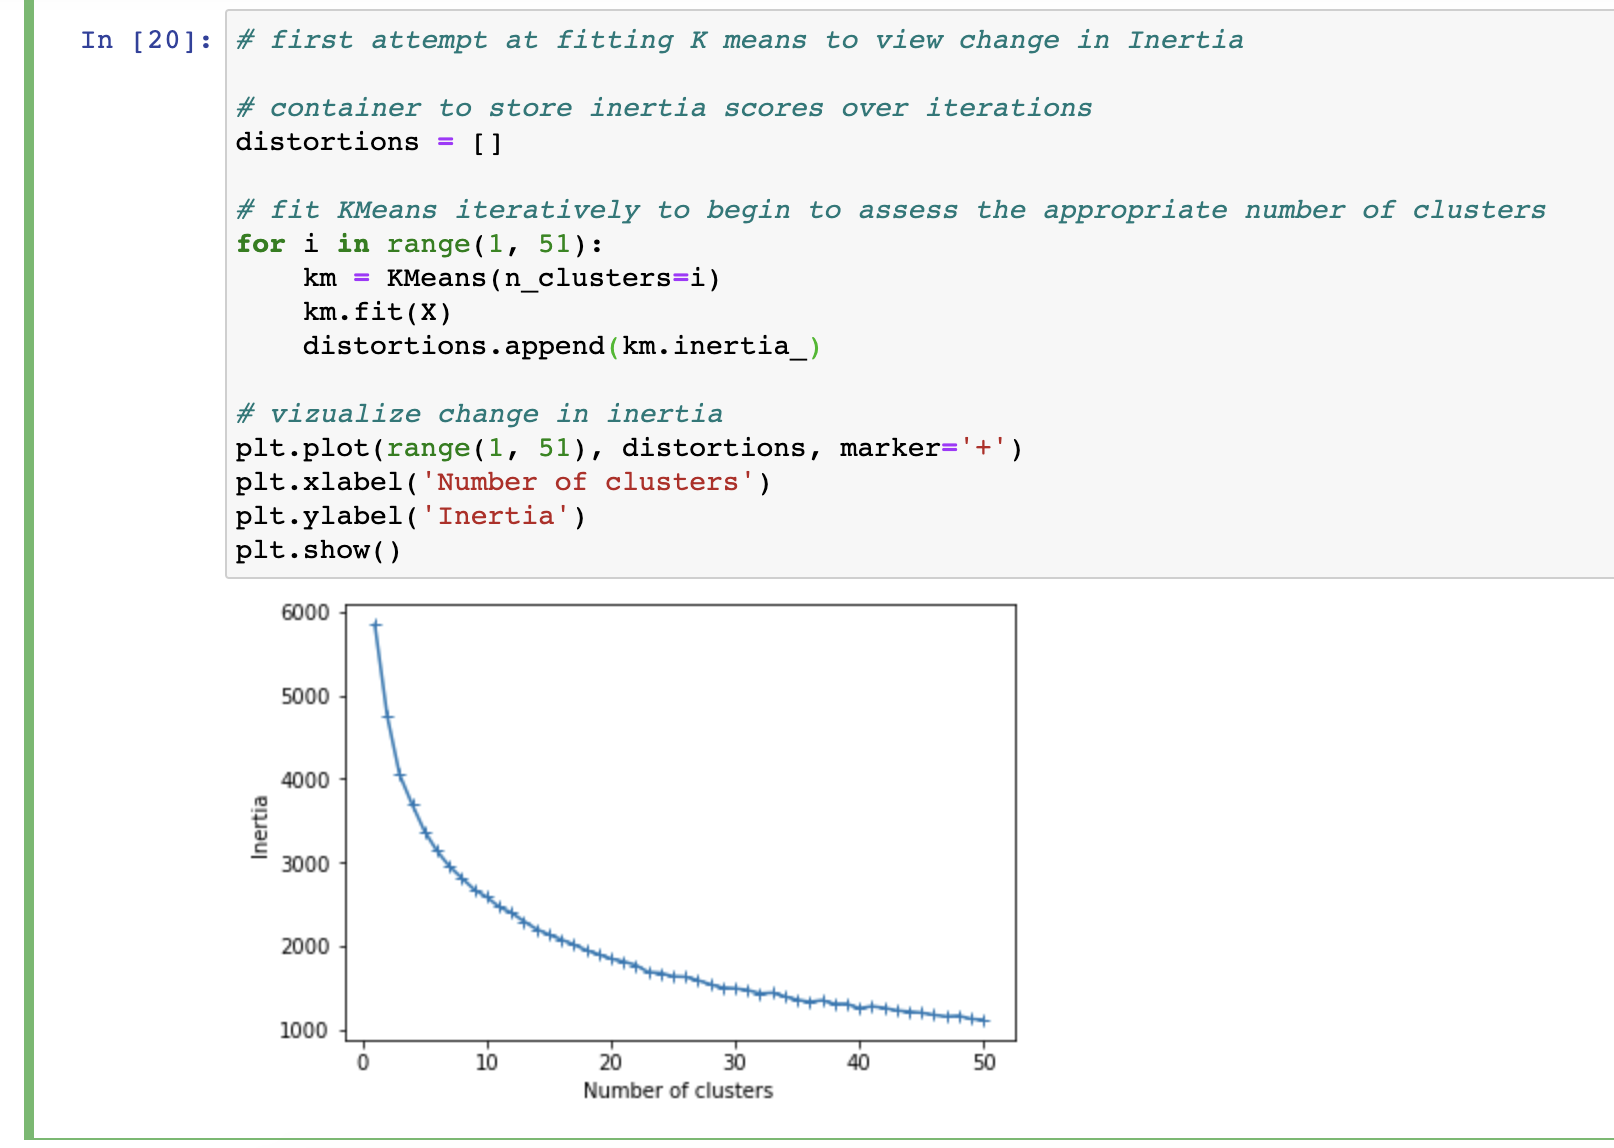 In [20]: # first attempt at fitting K means to view change in Inertia
# container to store inertia scores over iterations
distortions = []
# fit KMeans iteratively to begin to assess the appropriate number of clusters
for i in range(1, 51):
    km = KMeans(n_clusters=i)
    km.fit(X)
    distortions.append(km.inertia_)
# vizualize change in inertia
plt.plot(range(1, 51), distortions, marker='+')
plt.xlabel('Number of clusters')
plt.ylabel('Inertia')
plt.show()
6000
5000
4000
3000
2000
1000
Inertia
0 10 20 30 40 50
Number of clusters